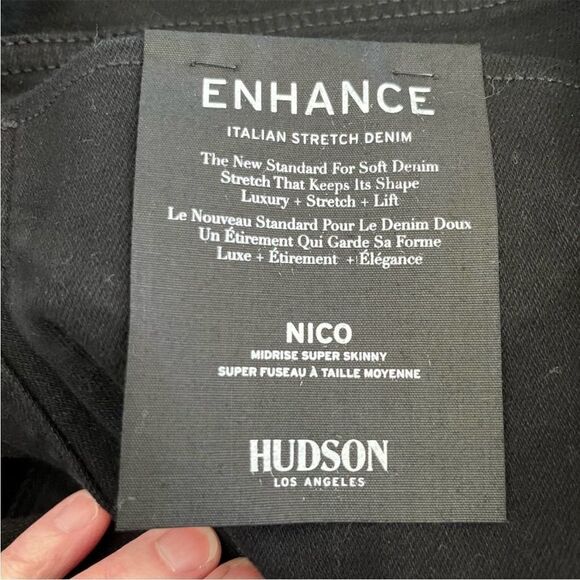 ENHANCE
ITALIAN STRETCH DENIM
The New Standard For Soft Denim
Stretch That Keeps Its Shape
Luxury + Stretch + Lift
Le Nouveau Standard Pour Le Denim Doux
Un Étirement Qui Garde Sa Forme
Luxe + Étirement + Élégance
NICO
MIDRISE SUPER SKINNY
SUPER FUSEAU À TAILLE MOYENNE
HUDSON
LOS ANGELES